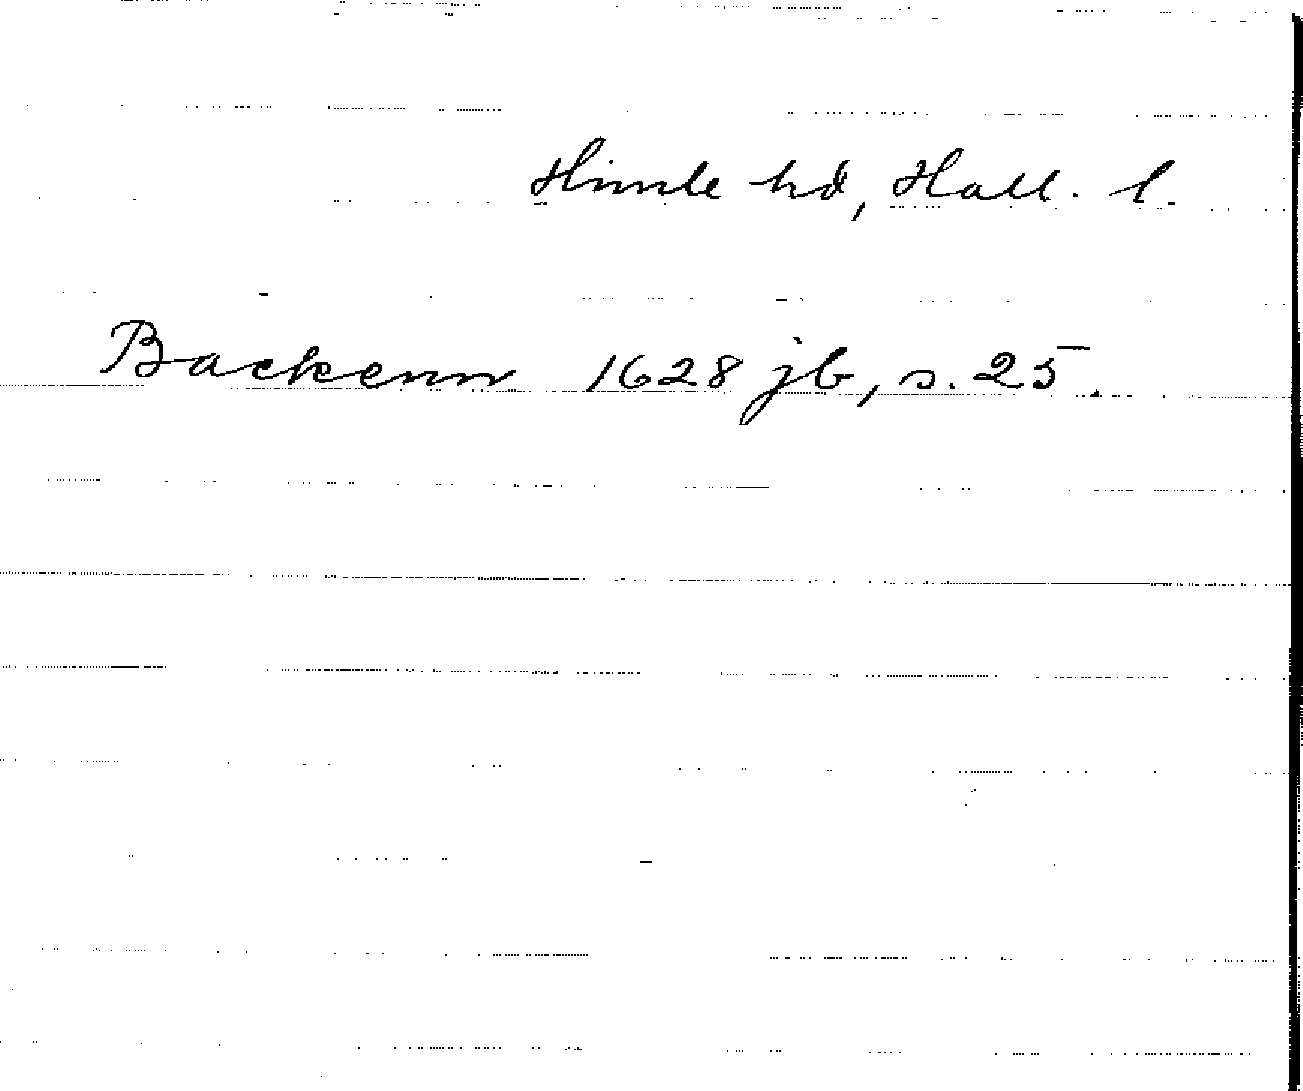 Himle hd, Hall. l.
Backenn 1628 jb, s. 25.